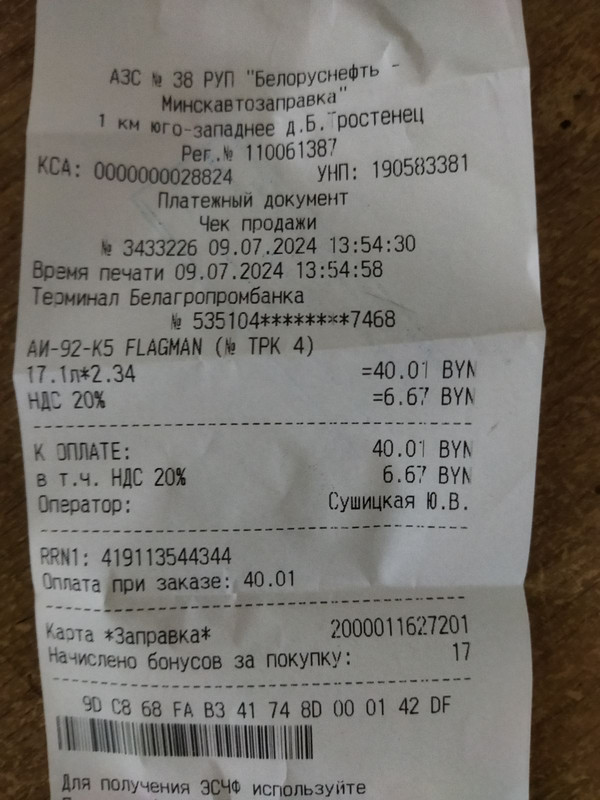 АЗС № 38 РУП "Белоруснефть -
Минскавтозаправка"
1 км юго-западнее д.Б.Тростенец
Рег.№ 110061387
КСА: 0000000028824 УНП: 190583381
Платежный документ
Чек продажи
№ 3433226 09.07.2024 13:54:30
Время печати 09.07.2024 13:54:58
Терминал Белагропромбанка
№ 535104********7468
АИ-92-К5 FLAGMAN (№ ТРК 4)
17.1л*2.34 =40.01 BYN
НДС 20% =6.67 BYN
К ОПЛАТЕ: 40.01 BYN
в т.ч. НДС 20% 6.67 BYN
Оператор: Сушицкая Ю.В.
RRN1: 419113544344
Оплата при заказе: 40.01
Карта *Заправка* 2000011627201
Начислено бонусов за покупку: 17
9D C8 68 FA B3 41 74 8D 00 01 42 DF
Для получения ЭСЧФ используйте